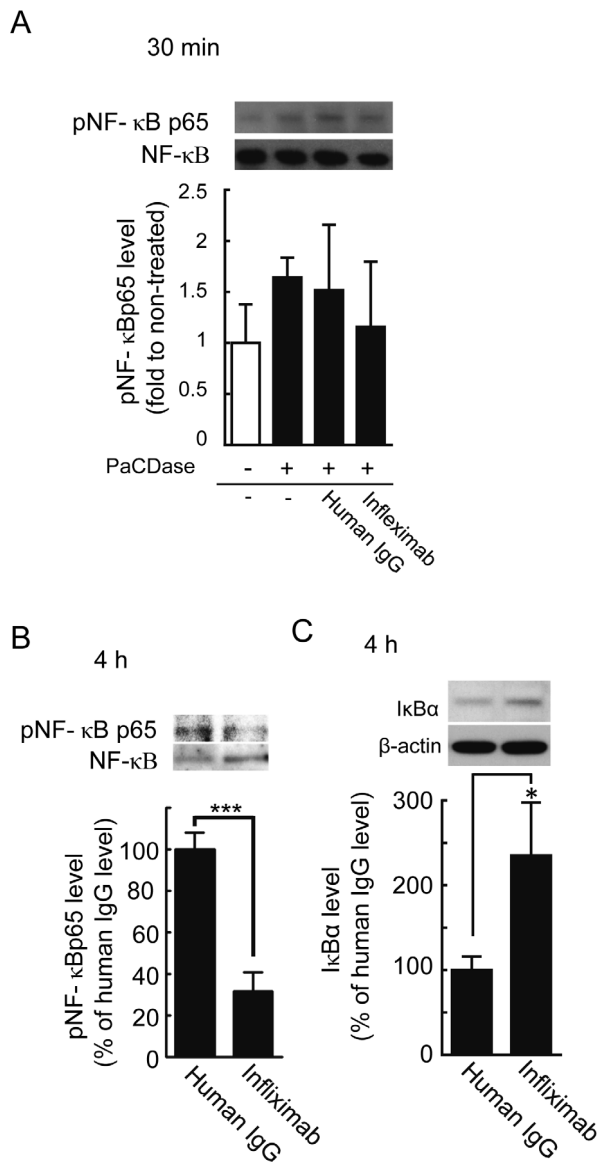 A
30 min
pNF- κB p65
NF-κB
pNF- κBp65 level
(fold to non-treated)
2.5
2
1.5
1
0.5
0
PaCDase - + + +
- - Human IgG Infleximab
B
4 h
pNF- κB p65
NF-κB
pNF- κBp65 level
(% of human IgG level)
***
100
80
60
40
20
0
Human IgG Infliximab
C
4 h
IκBα
β-actin
IκBα level
(% of human IgG level)
*
300
200
100
0
Human IgG Infliximab